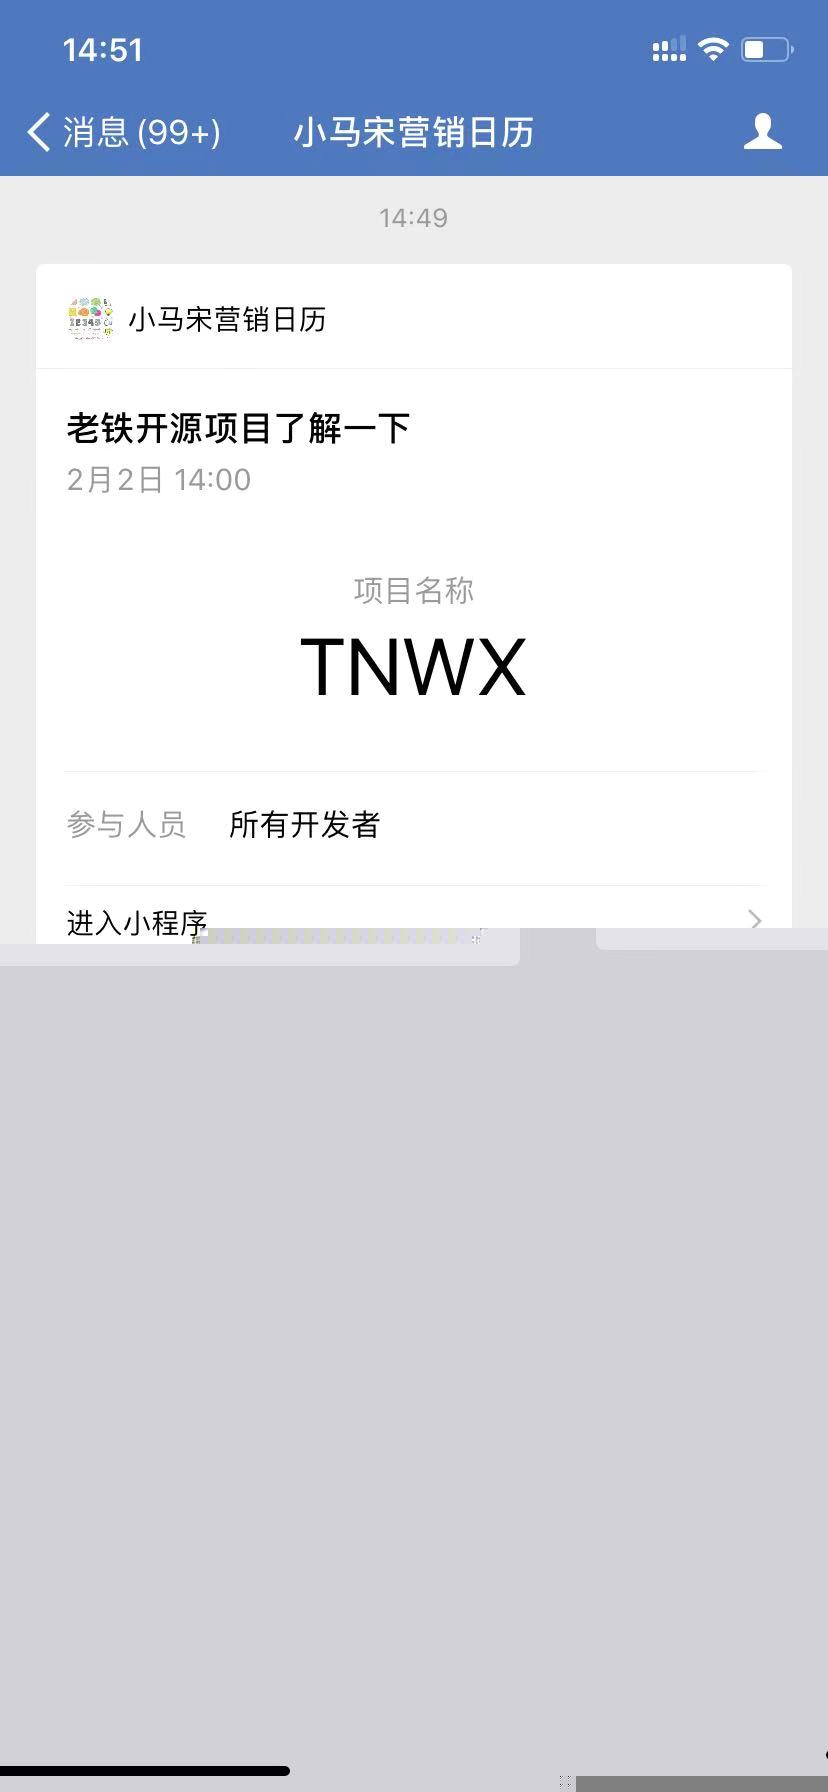 14:51
消息(99+)
小马宋营销日历
14:49
小马宋营销日历
老铁开源项目了解一下
2月2日 14:00
项目名称
TNWX
参与人员 所有开发者
进入小程序